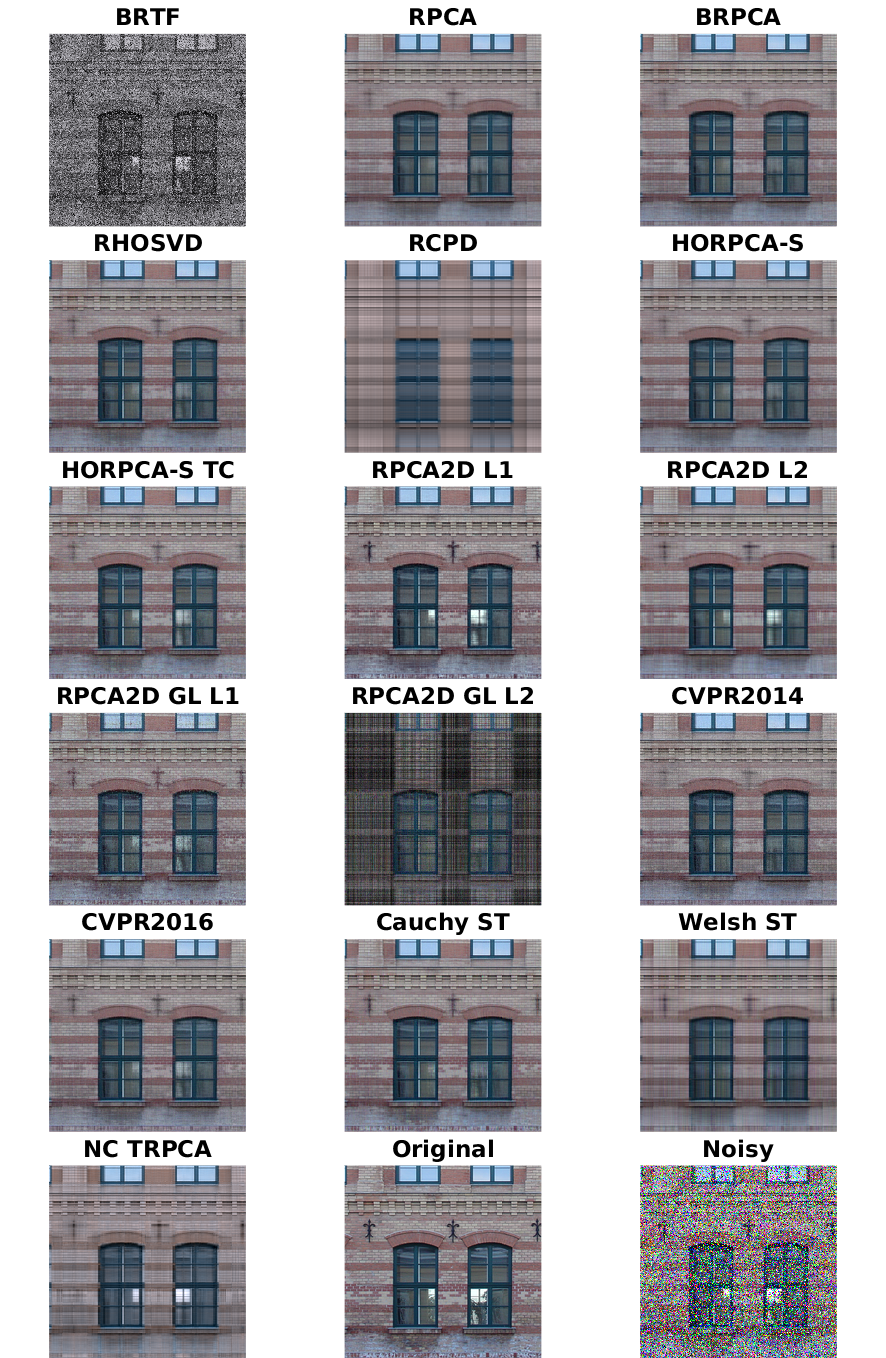 BRTF
RPCA
BRPCA
RHOSVD
RCPD
HORPCA-S
HORPCA-S TC
RPCA2D L1
RPCA2D L2
RPCA2D GL L1
RPCA2D GL L2
CVPR2014
CVPR2016
Cauchy ST
Welsh ST
NC TRPCA
Original
Noisy